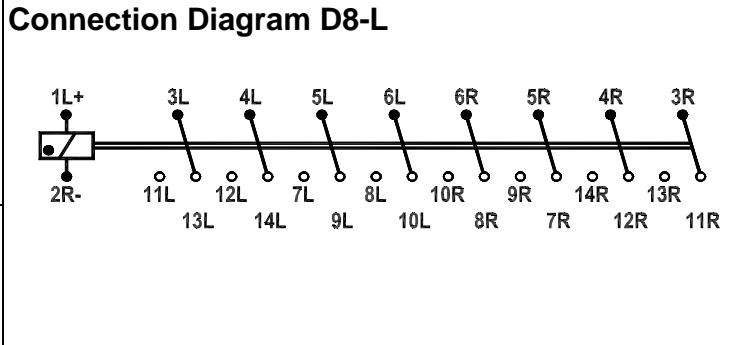 Connection Diagram D8-L
1L+ 3L 4L 5L 6L 6R 5R 4R 3R
2R- 11L 12L 7L 8L 10R 9R 14R 13R
13L 14L 9L 10L 8R 7R 12R 11R